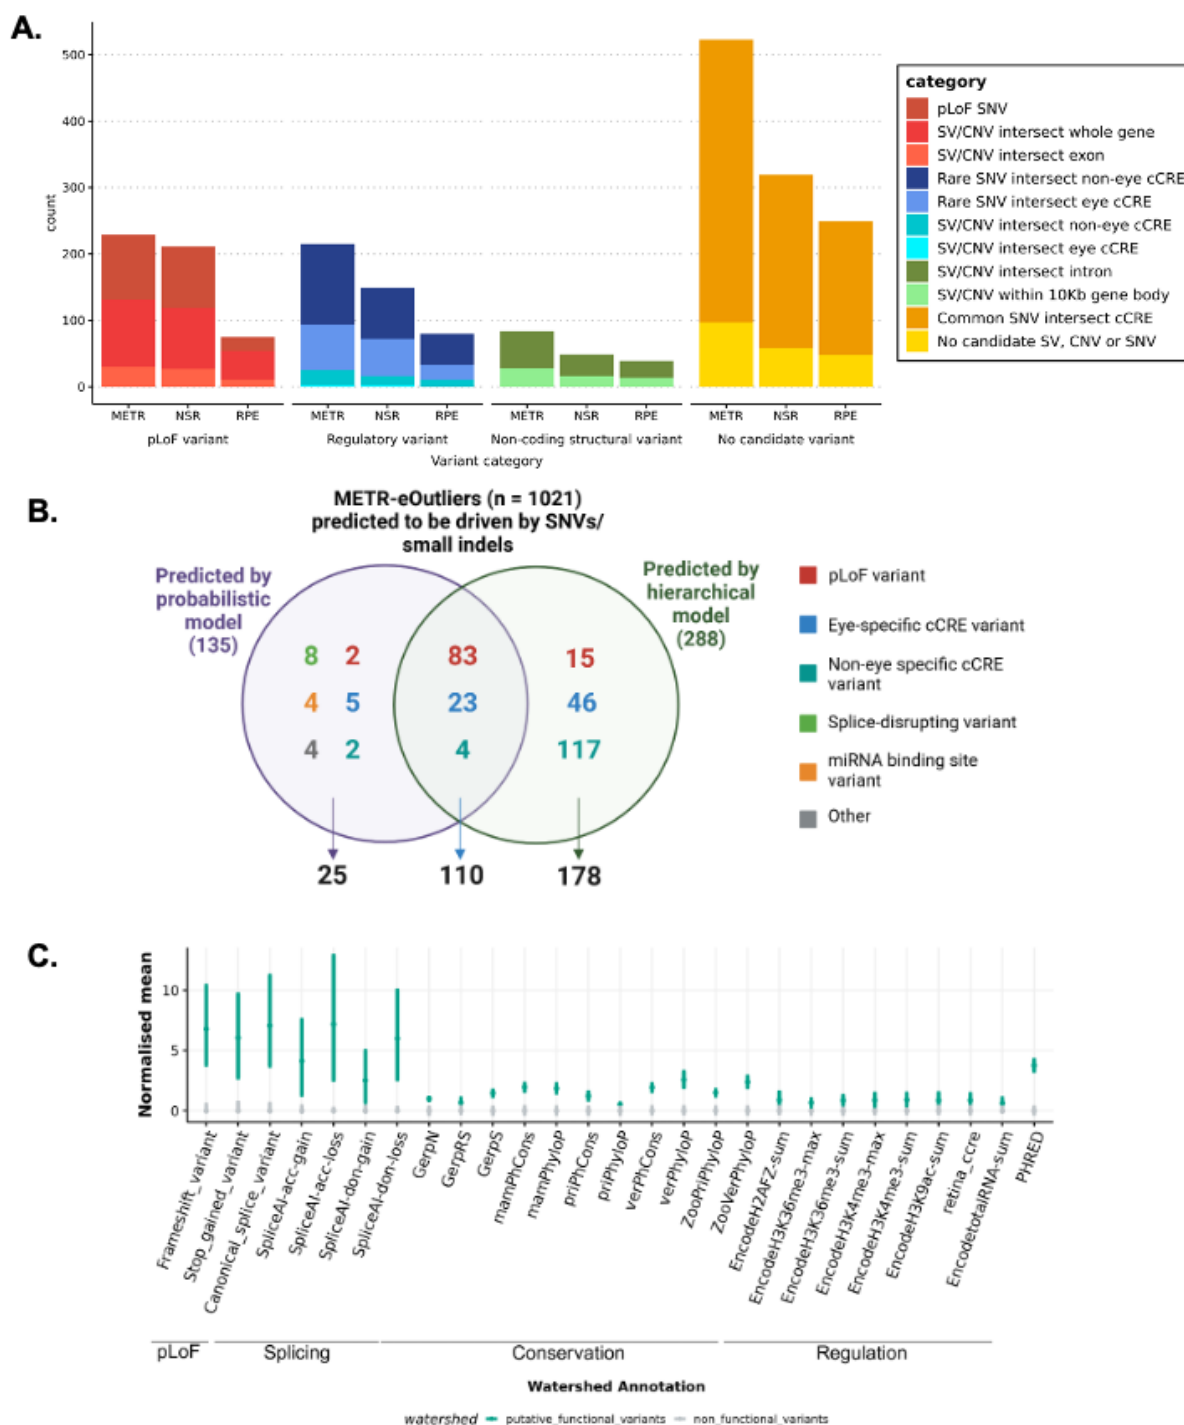 A.
500
400
300
200
100
0
count
METR NSR RPE METR NSR RPE METR NSR RPE METR NSR RPE
pLoF variant Regulatory variant Non-coding structural variant No candidate variant
Variant category
category
pLoF SNV
SV/CNV intersect whole gene
SV/CNV intersect exon
Rare SNV intersect non-eye cCRE
Rare SNV intersect eye cCRE
SV/CNV intersect non-eye cCRE
SV/CNV intersect eye cCRE
SV/CNV intersect intron
SV/CNV within 10Kb gene body
Common SNV intersect cCRE
No candidate SV, CNV or SNV
B.
METR-eOutliers (n = 1021)
predicted to be driven by SNVs/
small indels
Predicted by
probabilistic
model
(135)
Predicted by
hierarchical
model
(288)
8 2 83 15
4 5 23 46
4 2 4 117
25 110 178
pLoF variant
Eye-specific cCRE variant
Non-eye specific cCRE
variant
Splice-disrupting variant
miRNA binding site
variant
Other
C.
Normalised mean
10
5
0
Frameshift_variant
Stop_gained_variant
Canonical_splice_variant
SpliceAI-acc-gain
SpliceAI-acc-loss
SpliceAI-don-gain
SpliceAI-don-loss
GerpN
GerpRS
GerpS
mamPhCons
mamPhyloP
priPhCons
priPhyloP
verPhCons
verPhyloP
ZooPriPhyloP
ZooVerPhyloP
EncodeH2AFZ-sum
EncodeH3K36me3-max
EncodeH3K36me3-sum
EncodeH3K4me3-max
EncodeH3K4me3-sum
EncodeH3K9ac-sum
retina_ccre
EncodetotalRNA-sum
PHRED
pLoF Splicing Conservation Regulation
Watershed Annotation
watershed putative_functional_variants non_functional_variants